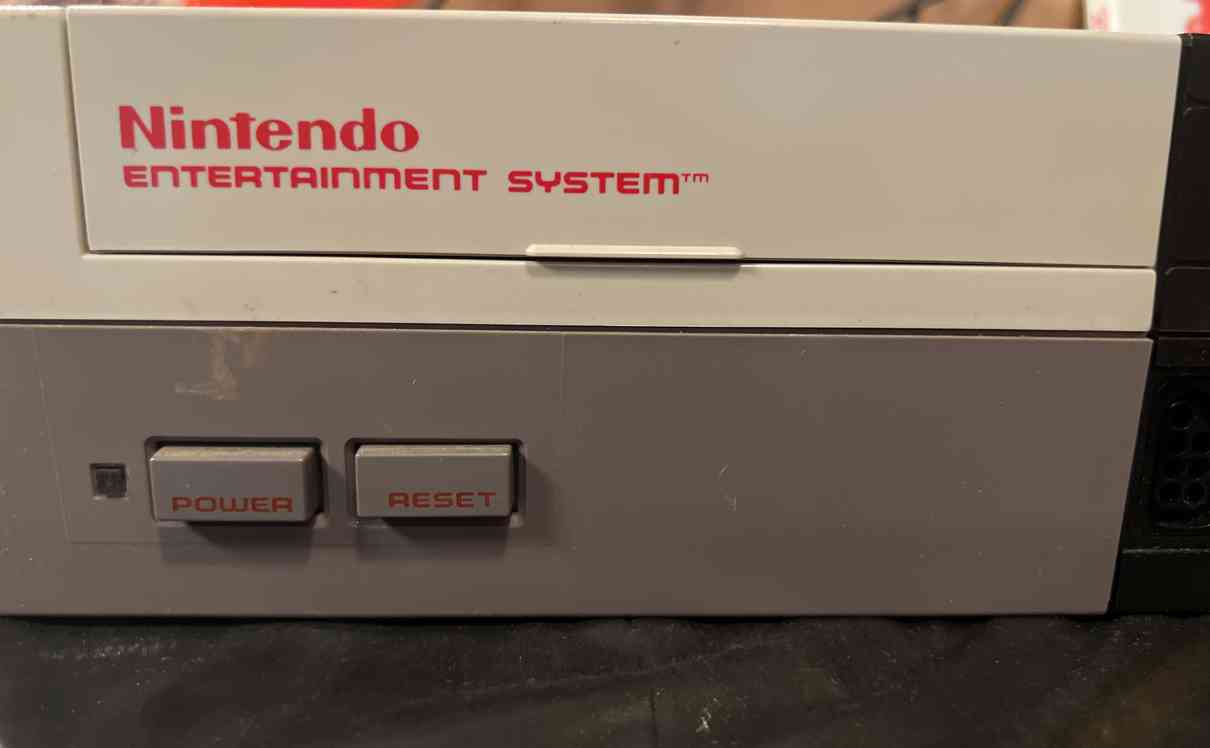 Nintendo
ENTERTAINMENT SYSTEM™
POWER RESET